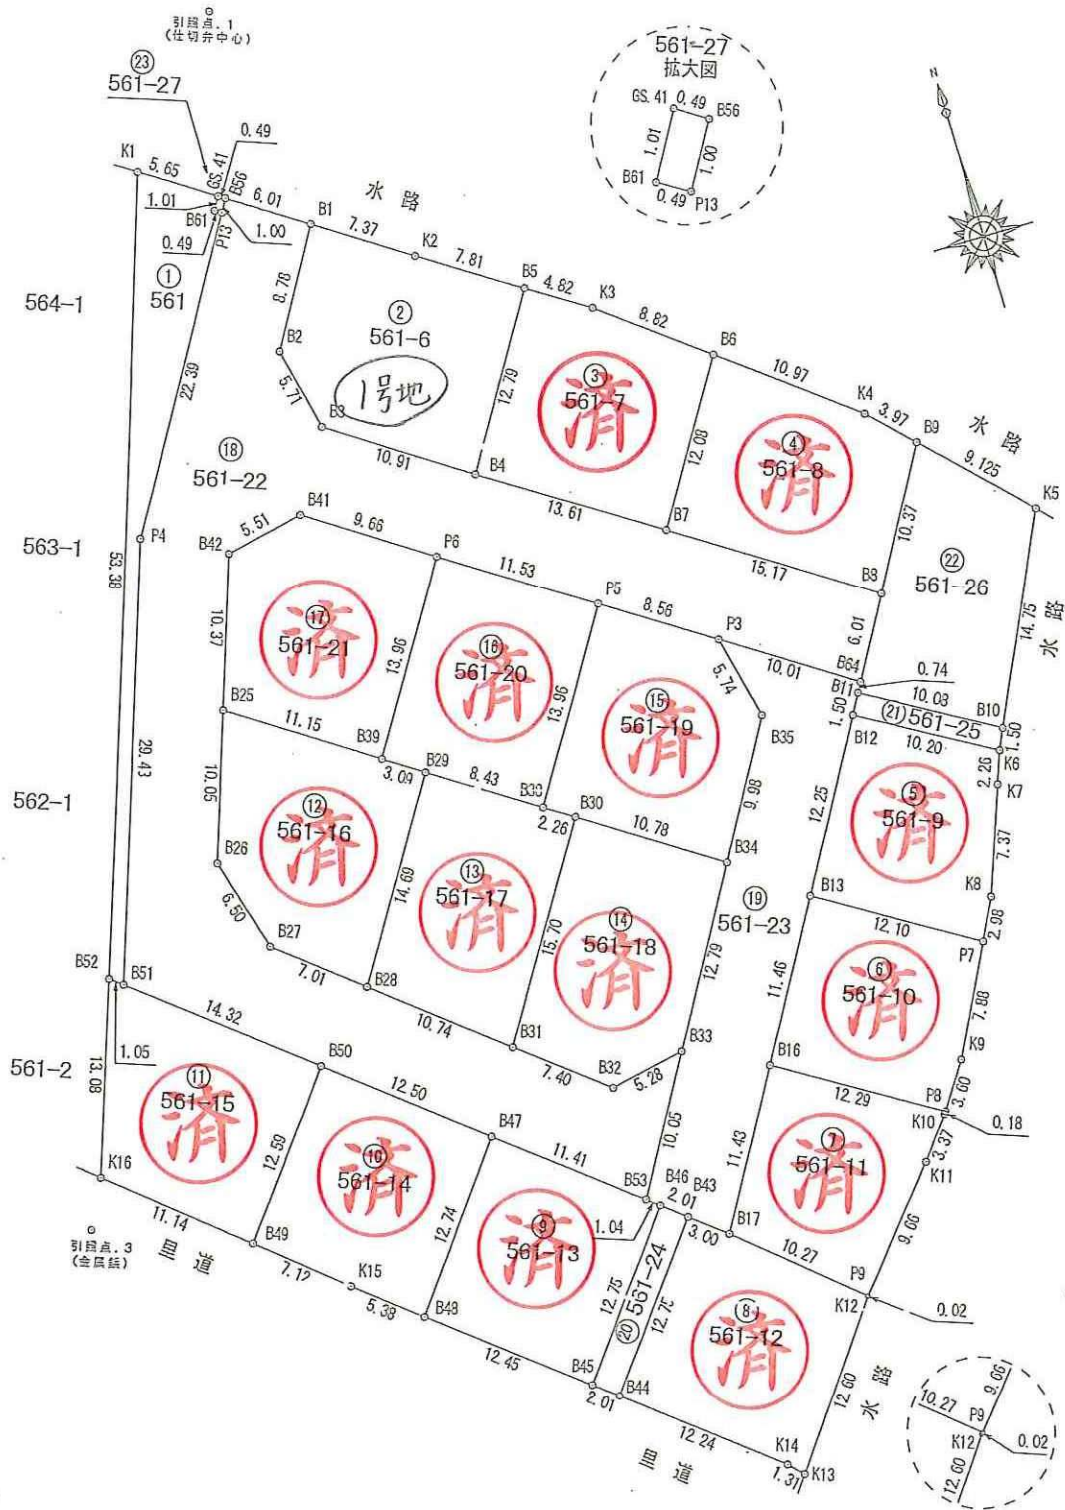 引照点.1
(仕切弁中心)
㉓
561-27
0.49
K1
5.65
GS.41
B56
6.01
1.01
B61
P13
0.49
1.00
水路
B1
7.37
K2
7.81
B5
4.82
K3
8.82
B6
10.97
K4
3.97
B9
水路
9.125
K5
561-27
拡大図
GS.41
0.49
B56
1.01
1.00
B61
0.49
P13
N
564-1
①
561
8.76
B2
5.71
B3
②
561-6
1号地
12.79
10.91
B4
③
561-7
済
12.08
13.61
B7
④
561-8
済
10.37
15.17
B8
㉒
561-26
14.75
水路
22.39
⑱
561-22
563-1
P4
53.38
B42
5.51
B41
9.66
P6
11.53
P5
8.56
P3
10.01
6.01
B64
0.74
B11
10.03
B10
1.50
㉑
561-25
1.50
B12
10.20
K6
2.26
K7
10.37
⑰
561-21
済
13.96
⑯
561-20
済
13.96
⑮
561-19
済
5.74
B35
9.98
B25
11.15
B39
3.09
B29
8.43
B30
2.26
B30
10.78
B34
12.25
⑤
561-9
済
7.37
K8
2.98
29.43
562-1
10.05
B26
6.50
B27
⑫
561-16
済
14.69
7.01
B28
⑬
561-17
済
15.70
10.74
B31
⑭
561-18
済
12.79
7.40
B32
5.28
B33
⑲
561-23
B13
12.10
P7
11.46
⑥
561-10
済
7.88
K9
3.60
B16
12.29
P8
K10
0.18
3.37
K11
B52
B51
1.05
14.32
B50
12.50
B47
11.41
B53
10.05
B46
2.01
B43
3.00
B17
1.04
561-2
13.08
⑪
561-15
済
12.59
K16
11.14
B49
⑩
561-14
済
12.74
7.12
K15
5.38
B48
⑨
561-13
済
12.75
12.45
B45
⑳
561-24
12.75
2.01
B44
11.43
⑦
561-11
済
9.66
10.27
P9
K12
0.02
⑧
561-12
済
12.60
水路
12.24
K14
1.31
K13
引照点.3
(金属鋲)
里道
里道
9.66
10.27
P9
K12
0.02
12.60